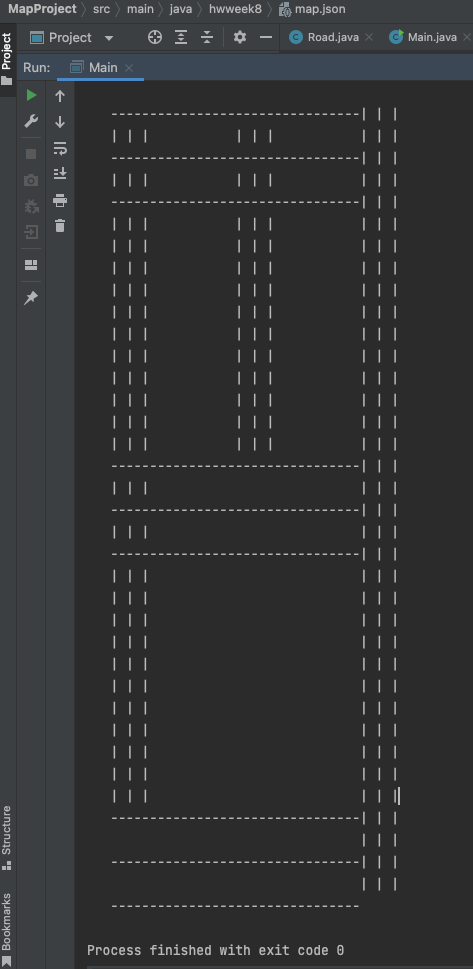 MapProject > src > main > java > hwweek8 > map.json
Project
Road.java
Main.java
Project
Run:
Main
--------------------------------| | |
| | |           | | |           | | |
--------------------------------| | |
| | |           | | |           | | |
--------------------------------| | |
| | |           | | |           | | |
| | |           | | |           | | |
| | |           | | |           | | |
| | |           | | |           | | |
| | |           | | |           | | |
| | |           | | |           | | |
| | |           | | |           | | |
| | |           | | |           | | |
| | |           | | |           | | |
| | |           | | |           | | |
| | |           | | |           | | |
--------------------------------| | |
| | |                           | | |
--------------------------------| | |
| | |                           | | |
--------------------------------| | |
| | |                           | | |
| | |                           | | |
| | |                           | | |
| | |                           | | |
| | |                           | | |
| | |                           | | |
| | |                           | | |
| | |                           | | |
| | |                           | | |
| | |                           | | |
| | |                           | | |
--------------------------------| | |
                                | | |
--------------------------------| | |
                                | | |
--------------------------------
Structure
Bookmarks
Process finished with exit code 0